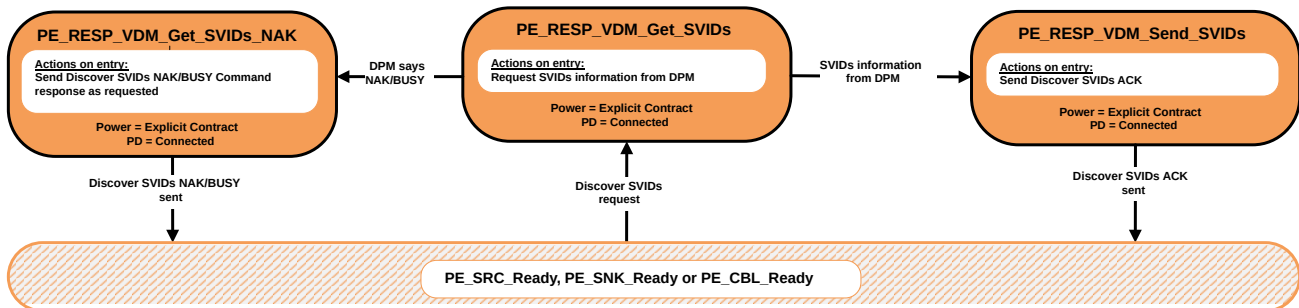 PE_RESP_VDM_Get_SVIDs_NAK
Actions on entry:
Send Discover SVIDs NAK/BUSY Command
response as requested
Power = Explicit Contract
PD = Connected
DPM says
NAK/BUSY
PE_RESP_VDM_Get_SVIDs
Actions on entry:
Request SVIDs information from DPM
Power = Explicit Contract
PD = Connected
SVIDs information
from DPM
PE_RESP_VDM_Send_SVIDs
Actions on entry:
Send Discover SVIDs ACK
Power = Explicit Contract
PD = Connected
Discover SVIDs NAK/BUSY
sent
Discover SVIDs
request
Discover SVIDs ACK
sent
PE_SRC_Ready, PE_SNK_Ready or PE_CBL_Ready